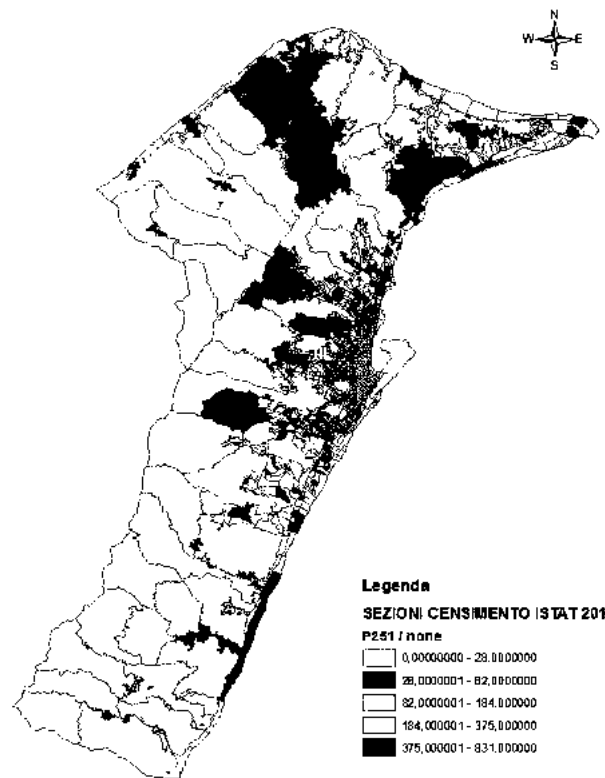 N
W E
S
Legenda
SEZIONI CENSIMENTO ISTAT 201
P251 / none
0,00000000 - 28,0000000
28,0000001 - 82,0000000
82,0000001 - 184,000000
184,000001 - 375,000000
375,000001 - 831,000000